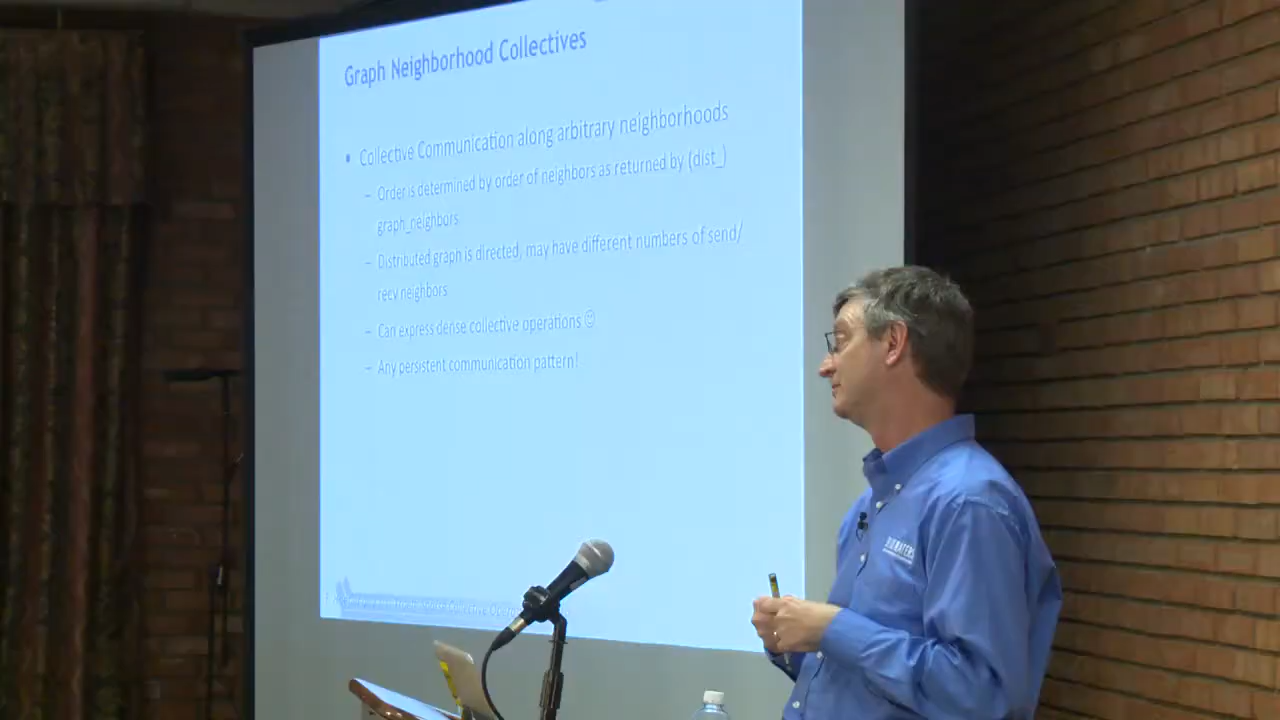 Graph Neighborhood Collectives
• Collective Communication along arbitrary neighborhoods
– Order is determined by order of neighbors as returned by (dist_)
graph_neighbors
– Distributed graph is directed, may have different numbers of send/
recv neighbors
– Can express dense collective operations ☺
– Any persistent communication pattern!